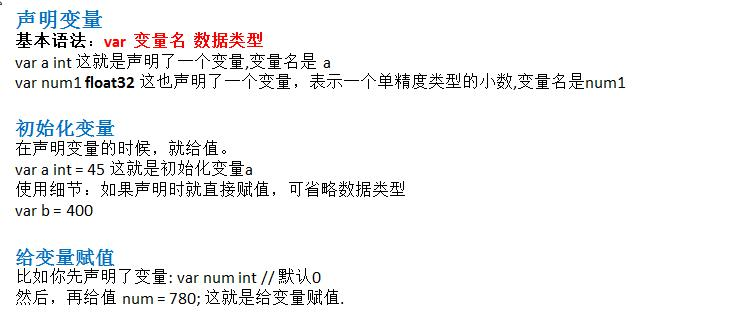 声明变量
基本语法：var 变量名 数据类型
var a int 这就是声明了一个变量,变量名是 a
var num1 float32 这也声明了一个变量，表示一个单精度类型的小数,变量名是num1
初始化变量
在声明变量的时候，就给值。
var a int = 45 这就是初始化变量a
使用细节：如果声明时就直接赋值，可省略数据类型
var b = 400
给变量赋值
比如你先声明了变量: var num int // 默认0
然后，再给值 num = 780; 这就是给变量赋值.